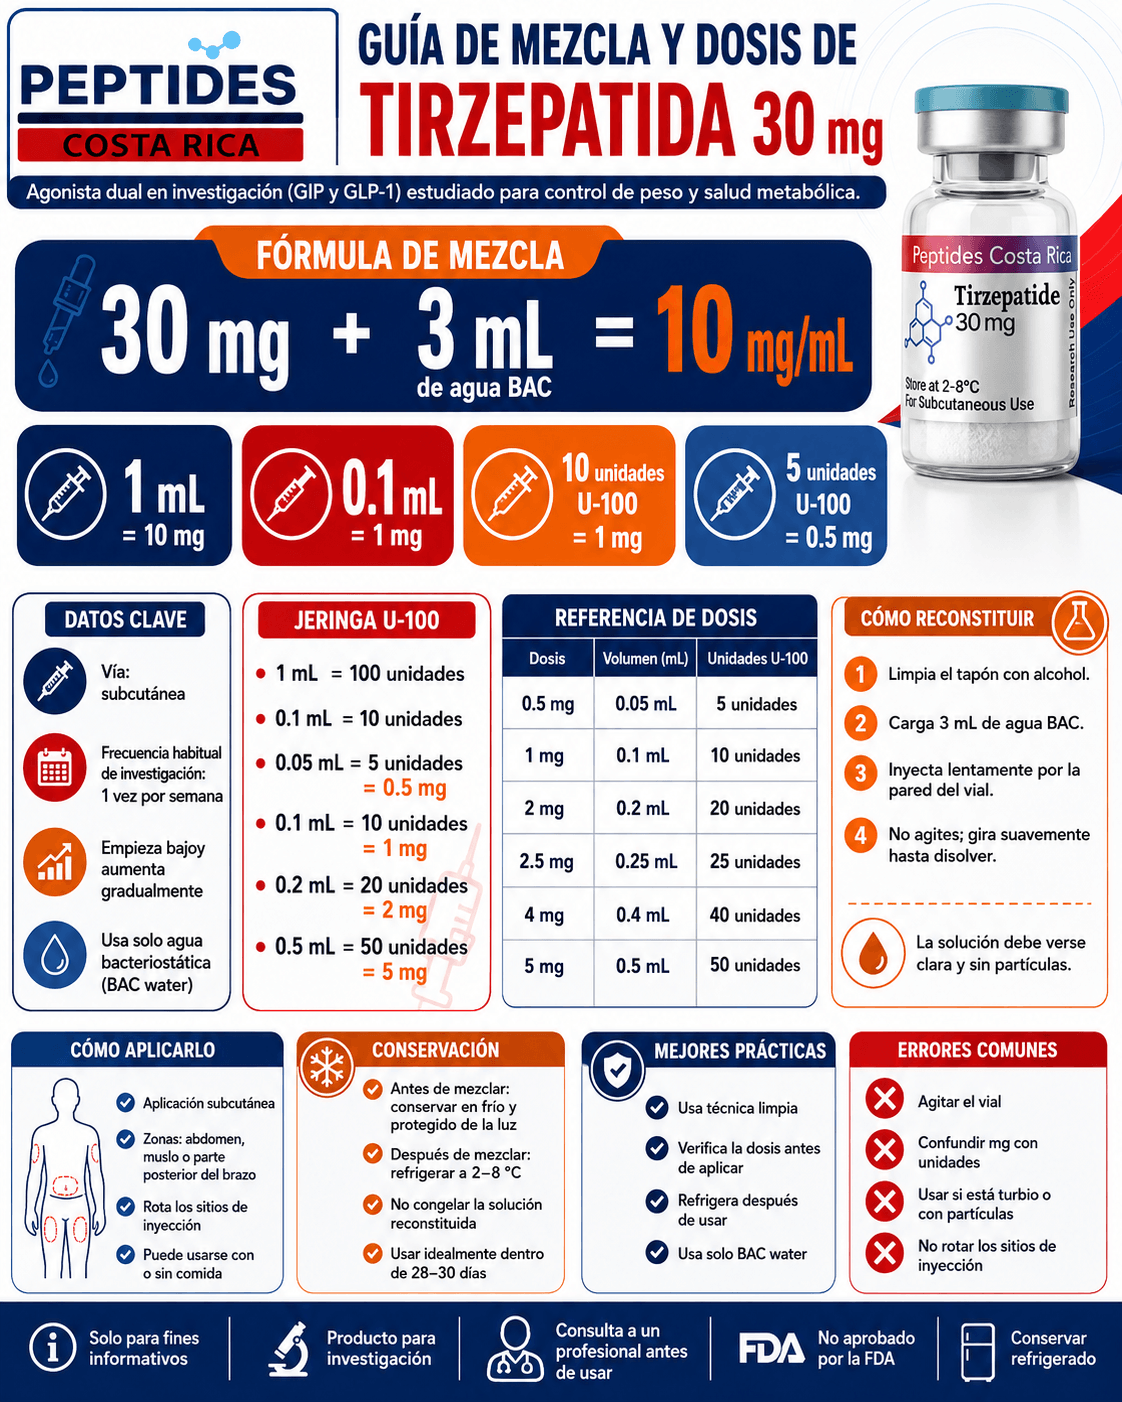 PEPTIDES
COSTA RICA
GUÍA DE MEZCLA Y DOSIS DE
TIRZEPATIDA 30 mg
Agonista dual en investigación (GIP y GLP-1) estudiado para control de peso y salud metabólica.
Peptides Costa Rica
Tirzepatide
30 mg
Research Use Only
Store at 2-8°C
For Subcutaneous Use
FÓRMULA DE MEZCLA
30 mg + 3 mL = 10 mg/mL
de agua BAC
1 mL
= 10 mg
0.1 mL
= 1 mg
10 unidades
U-100
= 1 mg
5 unidades
U-100
= 0.5 mg
DATOS CLAVE
Vía:
subcutánea
Frecuencia habitual
de investigación:
1 vez por semana
Empieza bajoy
aumenta
gradualmente
Usa solo agua
bacteriostática
(BAC water)
JERINGA U-100
• 1 mL = 100 unidades
• 0.1 mL = 10 unidades
• 0.05 mL = 5 unidades
= 0.5 mg
• 0.1 mL = 10 unidades
= 1 mg
• 0.2 mL = 20 unidades
= 2 mg
• 0.5 mL = 50 unidades
= 5 mg
REFERENCIA DE DOSIS
Dosis Volumen (mL) Unidades U-100
0.5 mg 0.05 mL 5 unidades
1 mg 0.1 mL 10 unidades
2 mg 0.2 mL 20 unidades
2.5 mg 0.25 mL 25 unidades
4 mg 0.4 mL 40 unidades
5 mg 0.5 mL 50 unidades
CÓMO RECONSTITUIR
1 Limpia el tapón con alcohol.
2 Carga 3 mL de agua BAC.
3 Inyecta lentamente por la
pared del vial.
4 No agites; gira suavemente
hasta disolver.
La solución debe verse
clara y sin partículas.
CÓMO APLICARLO
Aplicación subcutánea
Zonas: abdomen,
muslo o parte
posterior del brazo
Rota los sitios de
inyección
Puede usarse con
o sin comida
CONSERVACIÓN
Antes de mezclar:
conservar en frío y
protegido de la luz
Después de mezclar:
refrigerar a 2–8 °C
No congelar la solución
reconstituida
Usar idealmente dentro
de 28–30 días
MEJORES PRÁCTICAS
Usa técnica limpia
Verifica la dosis antes
de aplicar
Refrigera después
de usar
Usa solo BAC water
ERRORES COMUNES
Agitar el vial
Confundir mg con
unidades
Usar si está turbio o
con partículas
No rotar los sitios de
inyección
Solo para fines
informativos
Producto para
investigación
Consulta a un
profesional antes
de usar
FDA
No aprobado
por la FDA
Conservar
refrigerado